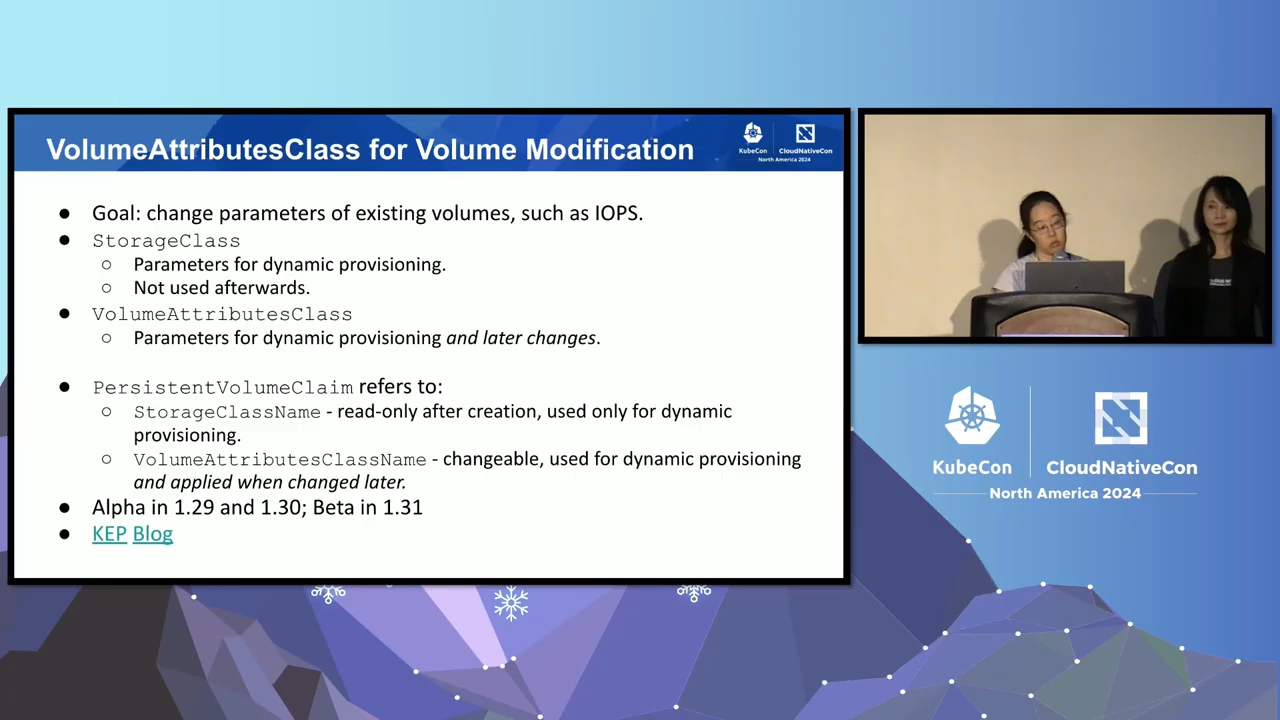 VolumeAttributesClass for Volume Modification
KubeCon
CloudNativeCon
North America 2024
● Goal: change parameters of existing volumes, such as IOPS.
● StorageClass
○ Parameters for dynamic provisioning.
○ Not used afterwards.
● VolumeAttributesClass
○ Parameters for dynamic provisioning and later changes.
● PersistentVolumeClaim refers to:
○ StorageClassName - read-only after creation, used only for dynamic
provisioning.
○ VolumeAttributesClassName - changeable, used for dynamic provisioning
and applied when changed later.
● Alpha in 1.29 and 1.30; Beta in 1.31
● KEP Blog
KubeCon
CloudNativeCon
North America 2024